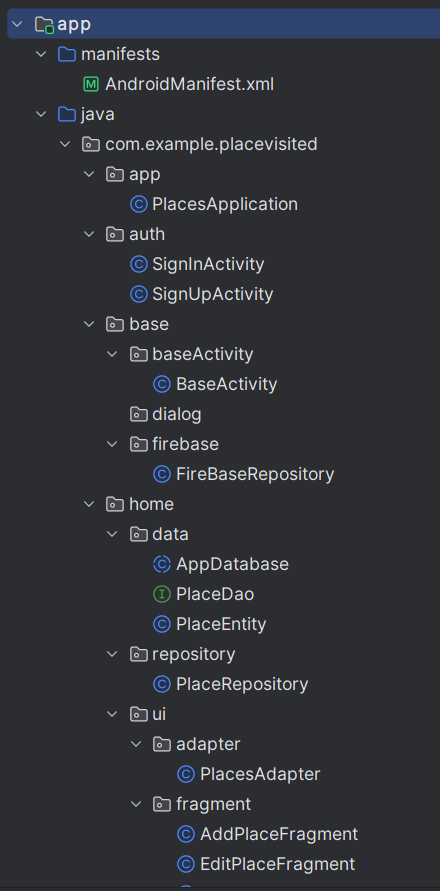 app
manifests
M AndroidManifest.xml
java
com.example.placevisited
app
C PlacesApplication
auth
C SignInActivity
C SignUpActivity
base
baseActivity
C BaseActivity
dialog
firebase
C FireBaseRepository
home
data
C AppDatabase
I PlaceDao
C PlaceEntity
repository
C PlaceRepository
ui
adapter
C PlacesAdapter
fragment
C AddPlaceFragment
C EditPlaceFragment